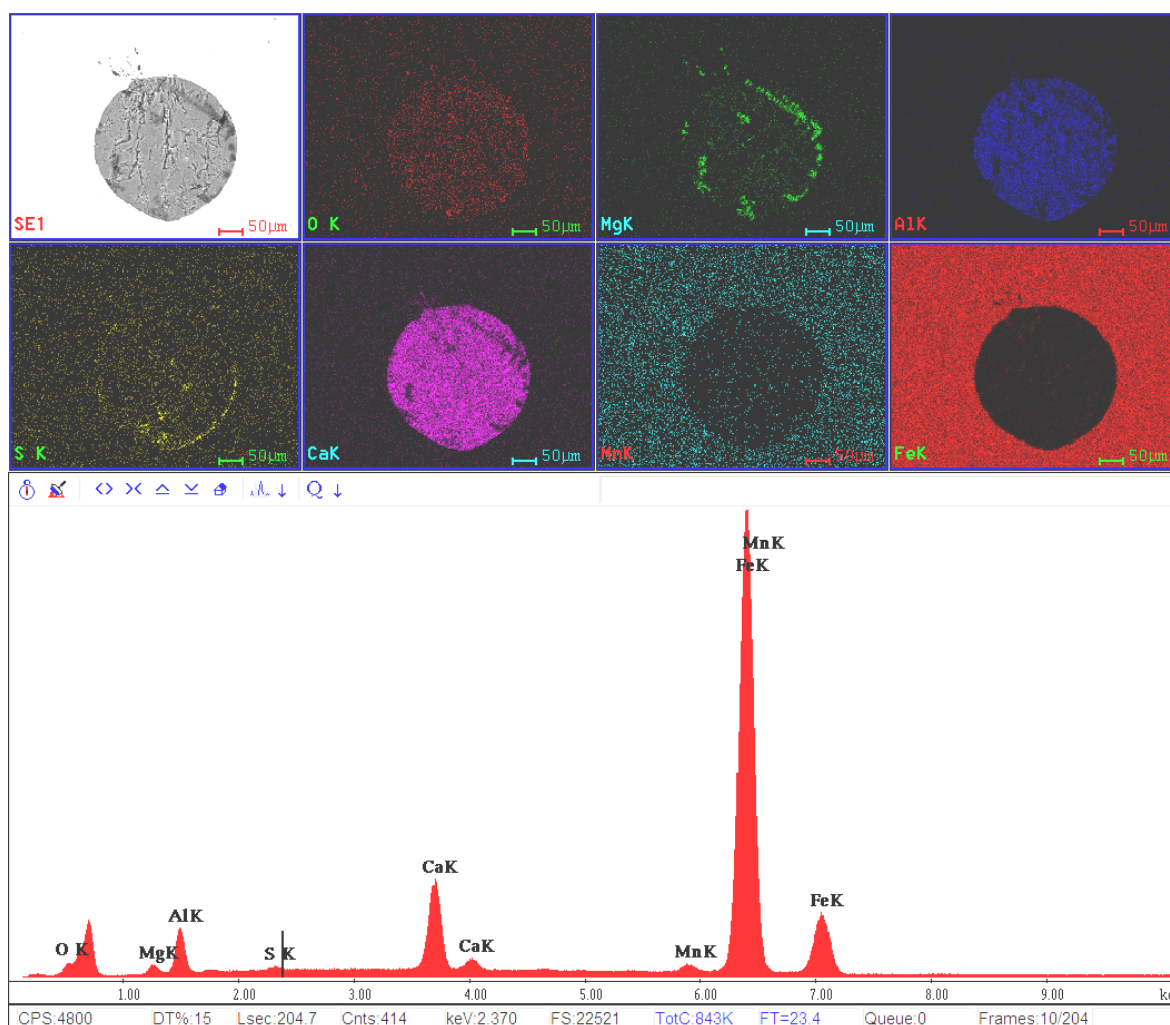 SE1 50µm
O K 50µm
MgK 50µm
AlK 50µm
S K 50µm
CaK 50µm
MnK 50µm
FeK 50µm
Q
MnK
FeK
CaK
AlK
FeK
O K
MgK
S K
CaK
MnK
1.00 2.00 3.00 4.00 5.00 6.00 7.00 8.00 9.00 ke
CPS:4800 DT%:15 Lsec:204.7 Cnts:414 keV:2.370 FS:22521 TotC:843K FT=23.4 Queue:0 Frames:10/204